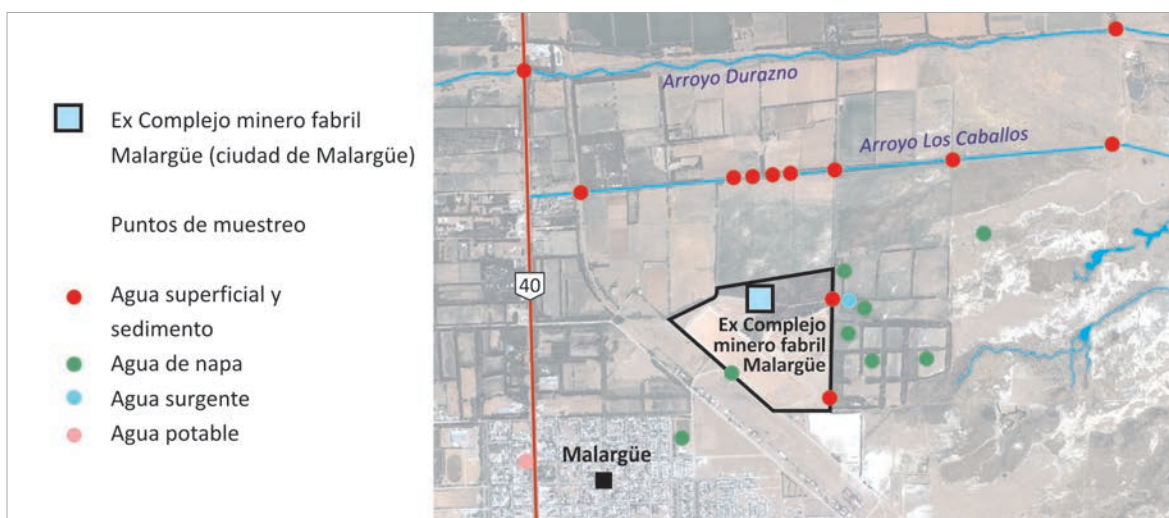 Ex Complejo minero fabril
Malargüe (ciudad de Malargüe)
Puntos de muestreo
Agua superficial y
sedimento
Agua de napa
Agua surgente
Agua potable
Arroyo Durazno
Arroyo Los Caballos
40
Ex Complejo
minero fabril
Malargüe
Malargüe